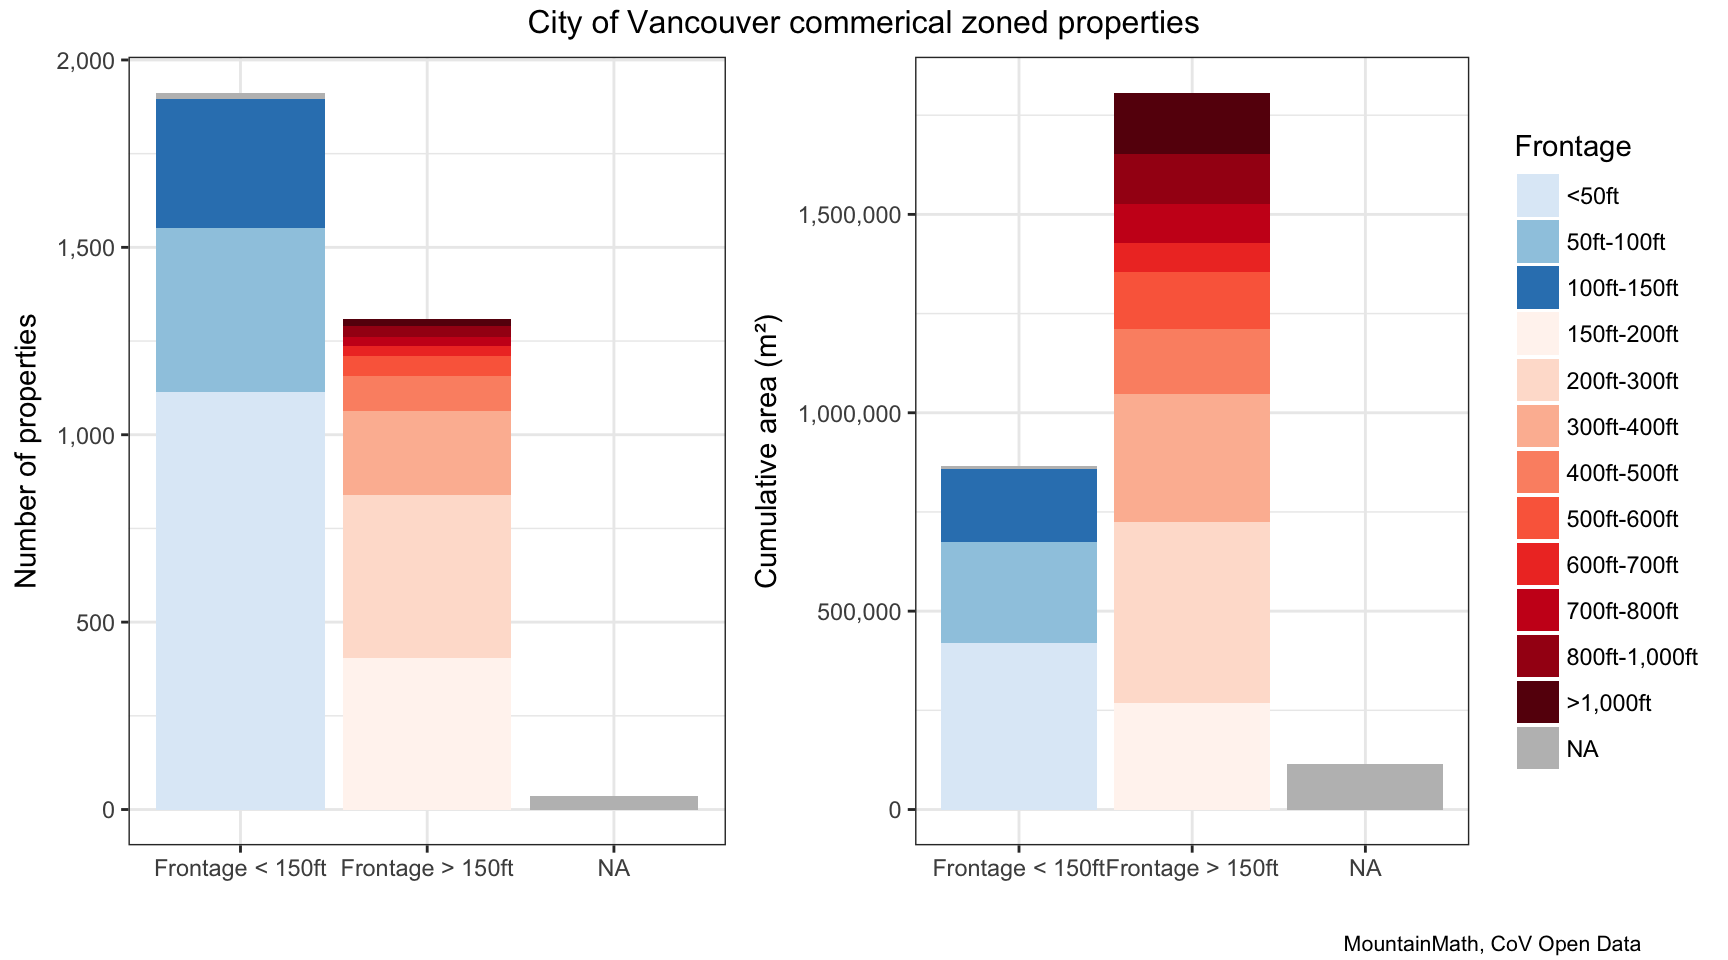 City of Vancouver commerical zoned properties
Number of properties
2,000
1,500
1,000
500
0
Frontage < 150ft
Frontage > 150ft
NA
Cumulative area (m²)
1,500,000
1,000,000
500,000
0
Frontage < 150ft
Frontage > 150ft
NA
Frontage
<50ft
50ft-100ft
100ft-150ft
150ft-200ft
200ft-300ft
300ft-400ft
400ft-500ft
500ft-600ft
600ft-700ft
700ft-800ft
800ft-1,000ft
>1,000ft
NA
MountainMath, CoV Open Data